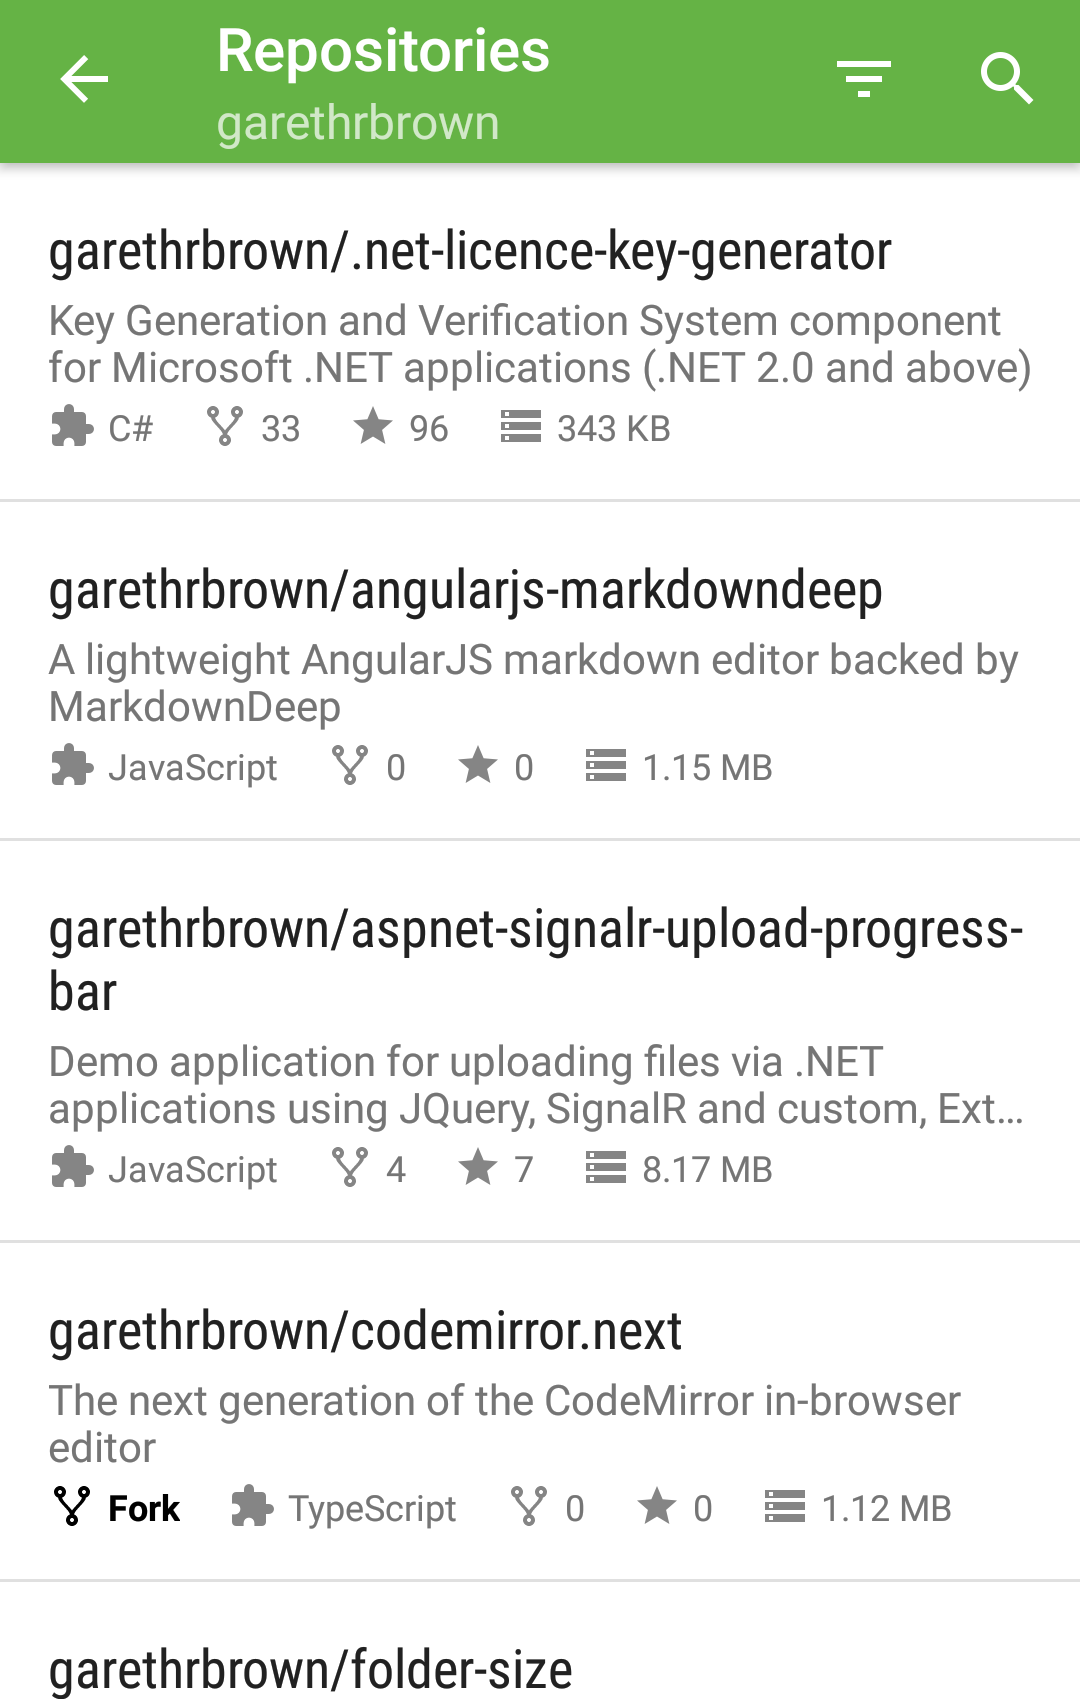 Repositories
garethrbrown
garethrbrown/.net-licence-key-generator
Key Generation and Verification System component
for Microsoft .NET applications (.NET 2.0 and above)
C# 33 96 343 KB
garethrbrown/angularjs-markdowndeep
A lightweight AngularJS markdown editor backed by
MarkdownDeep
JavaScript 0 0 1.15 MB
garethrbrown/aspnet-signalr-upload-progress-
bar
Demo application for uploading files via .NET
applications using JQuery, SignalR and custom, Ext...
JavaScript 4 7 8.17 MB
garethrbrown/codemirror.next
The next generation of the CodeMirror in-browser
editor
Fork TypeScript 0 0 1.12 MB
garethrbrown/folder-size